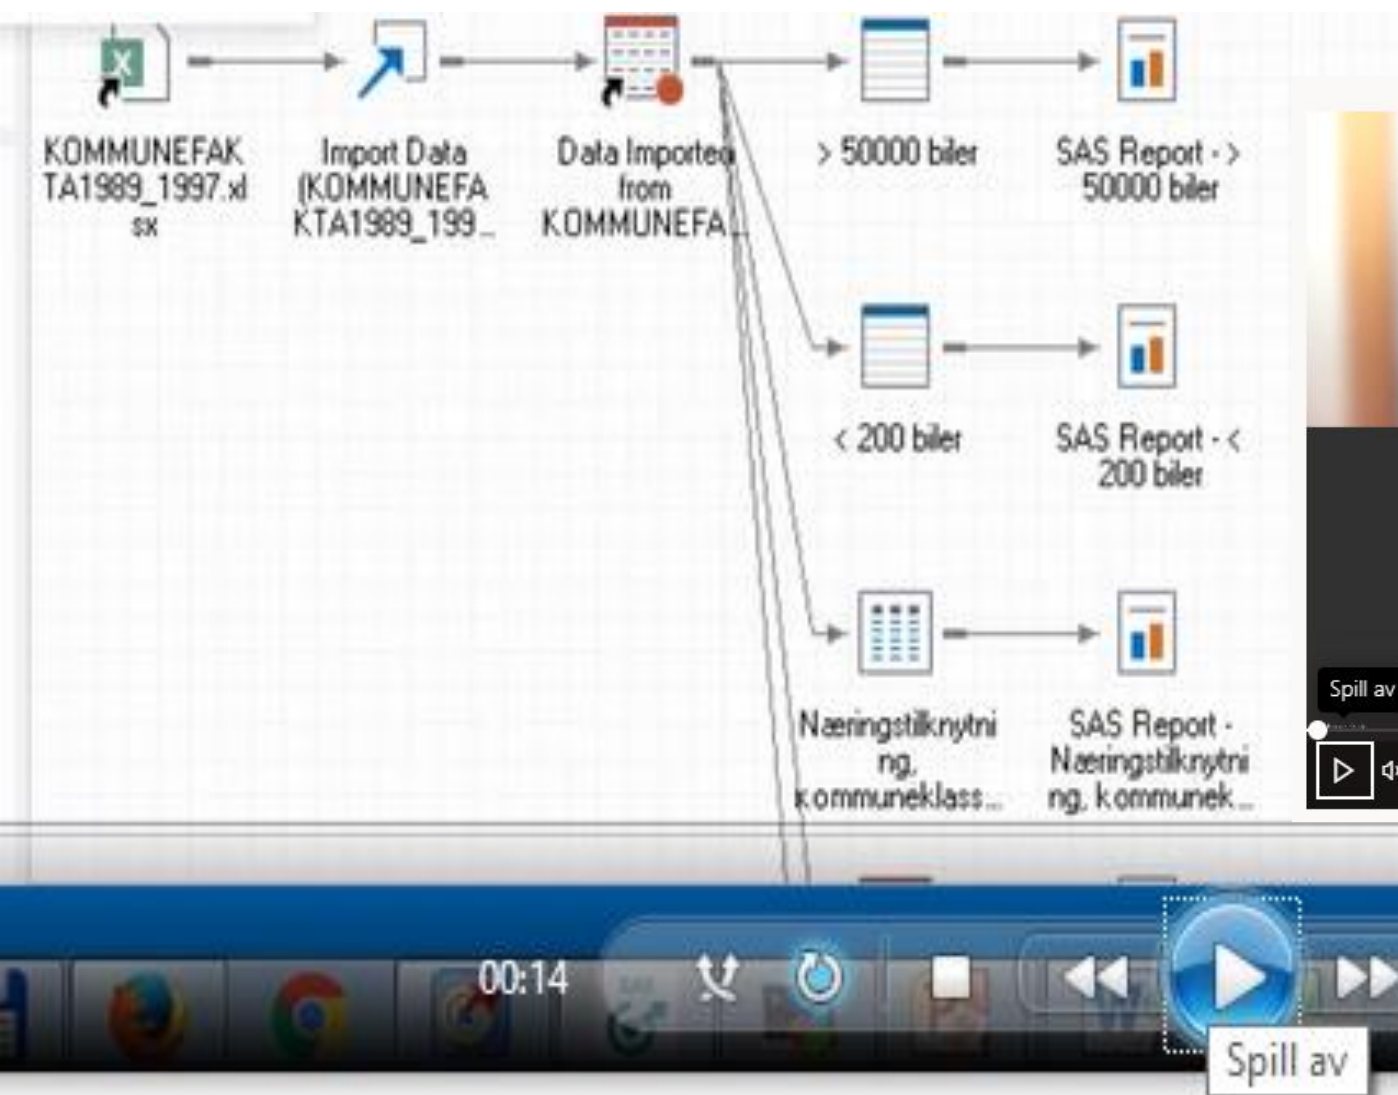 KOMMUNEFAK
TA1989_1997.xl
sx
Import Data
(KOMMUNEFA
KTA1989_199...
Data Imported
from
KOMMUNEFA...
> 50000 biler
SAS Report - >
50000 biler
< 200 biler
SAS Report - <
200 biler
Næringstilknytni
ng,
kommuneklass...
SAS Report -
Næringstilknytni
ng, kommunek...
Spill av
00:14
Spill av